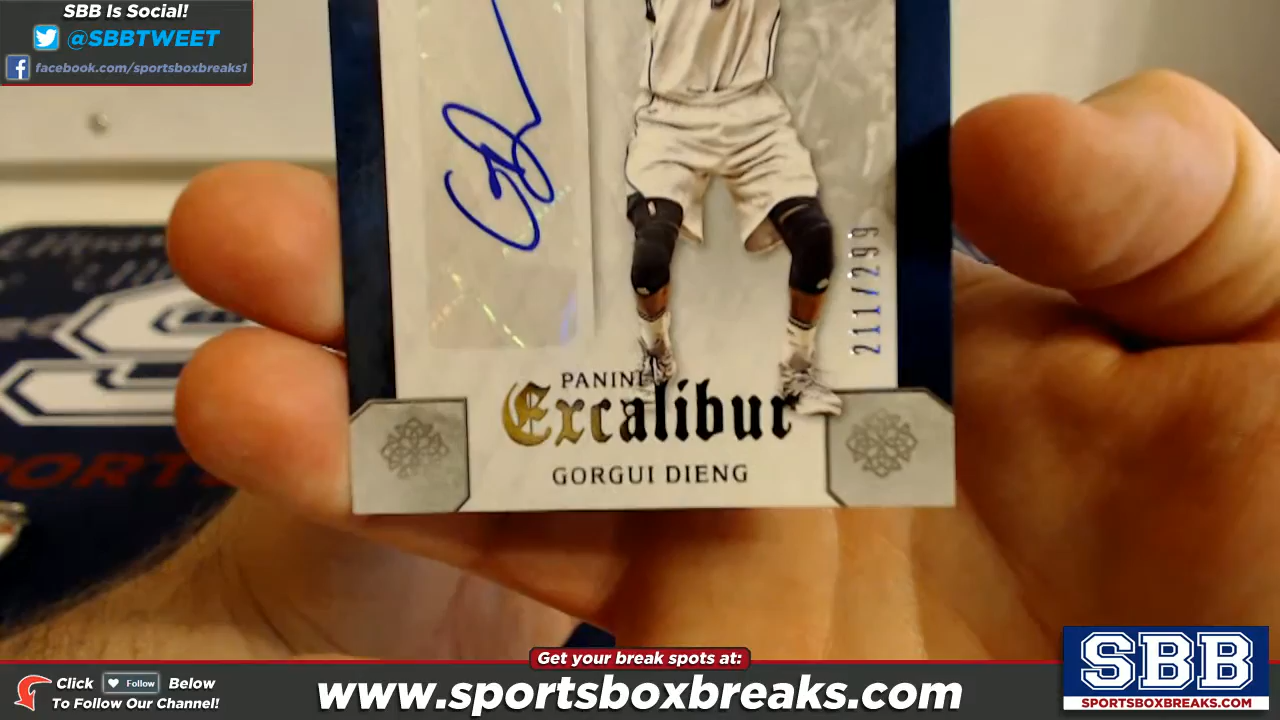 SBB Is Social!
@SBBTWEET
facebook.com/sportsboxbreaks1
211/299
PANINI
Excalibur
GORGUI DIENG
Get your break spots at:
Click Follow Below
To Follow Our Channel!
www.sportsboxbreaks.com
SBB
SPORTSBOXBREAKS.COM